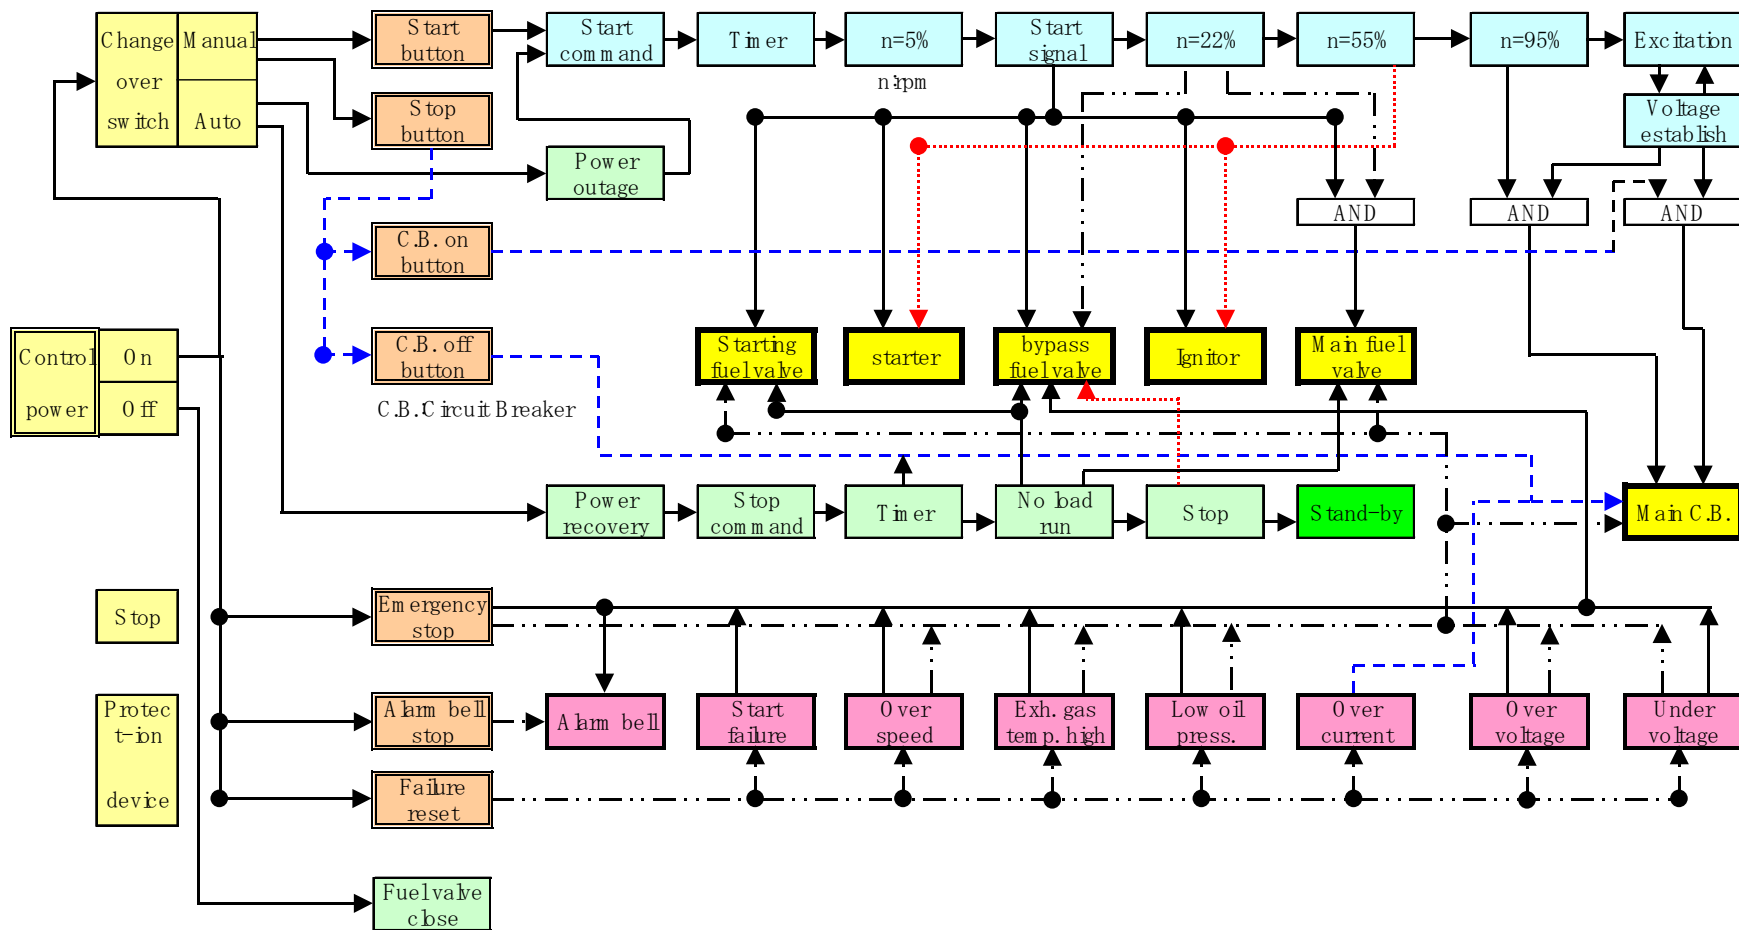 Change
over
switch
Manual
Auto
Start
button
Stop
button
Start
command
Timer
n=5%
n:rpm
Start
signal
n=22%
n=55%
n=95%
Excitation
Voltage
establish
Power
outage
AND
AND
AND
C.B. on
button
C.B. off
button
C.B.:Circuit Breaker
Control
power
On
Off
Starting
fuel valve
starter
bypass
fuel valve
Ignitor
Main fuel
valve
Power
recovery
Stop
command
Timer
No load
run
Stop
Stand-by
Main C.B.
Stop
Emergency
stop
Protec
t-ion
device
Alarm bell
stop
Alarm bell
Start
failure
Over
speed
Exh. gas
temp. high
Low oil
press.
Over
current
Over
voltage
Under
voltage
Failure
reset
Fuel valve
close